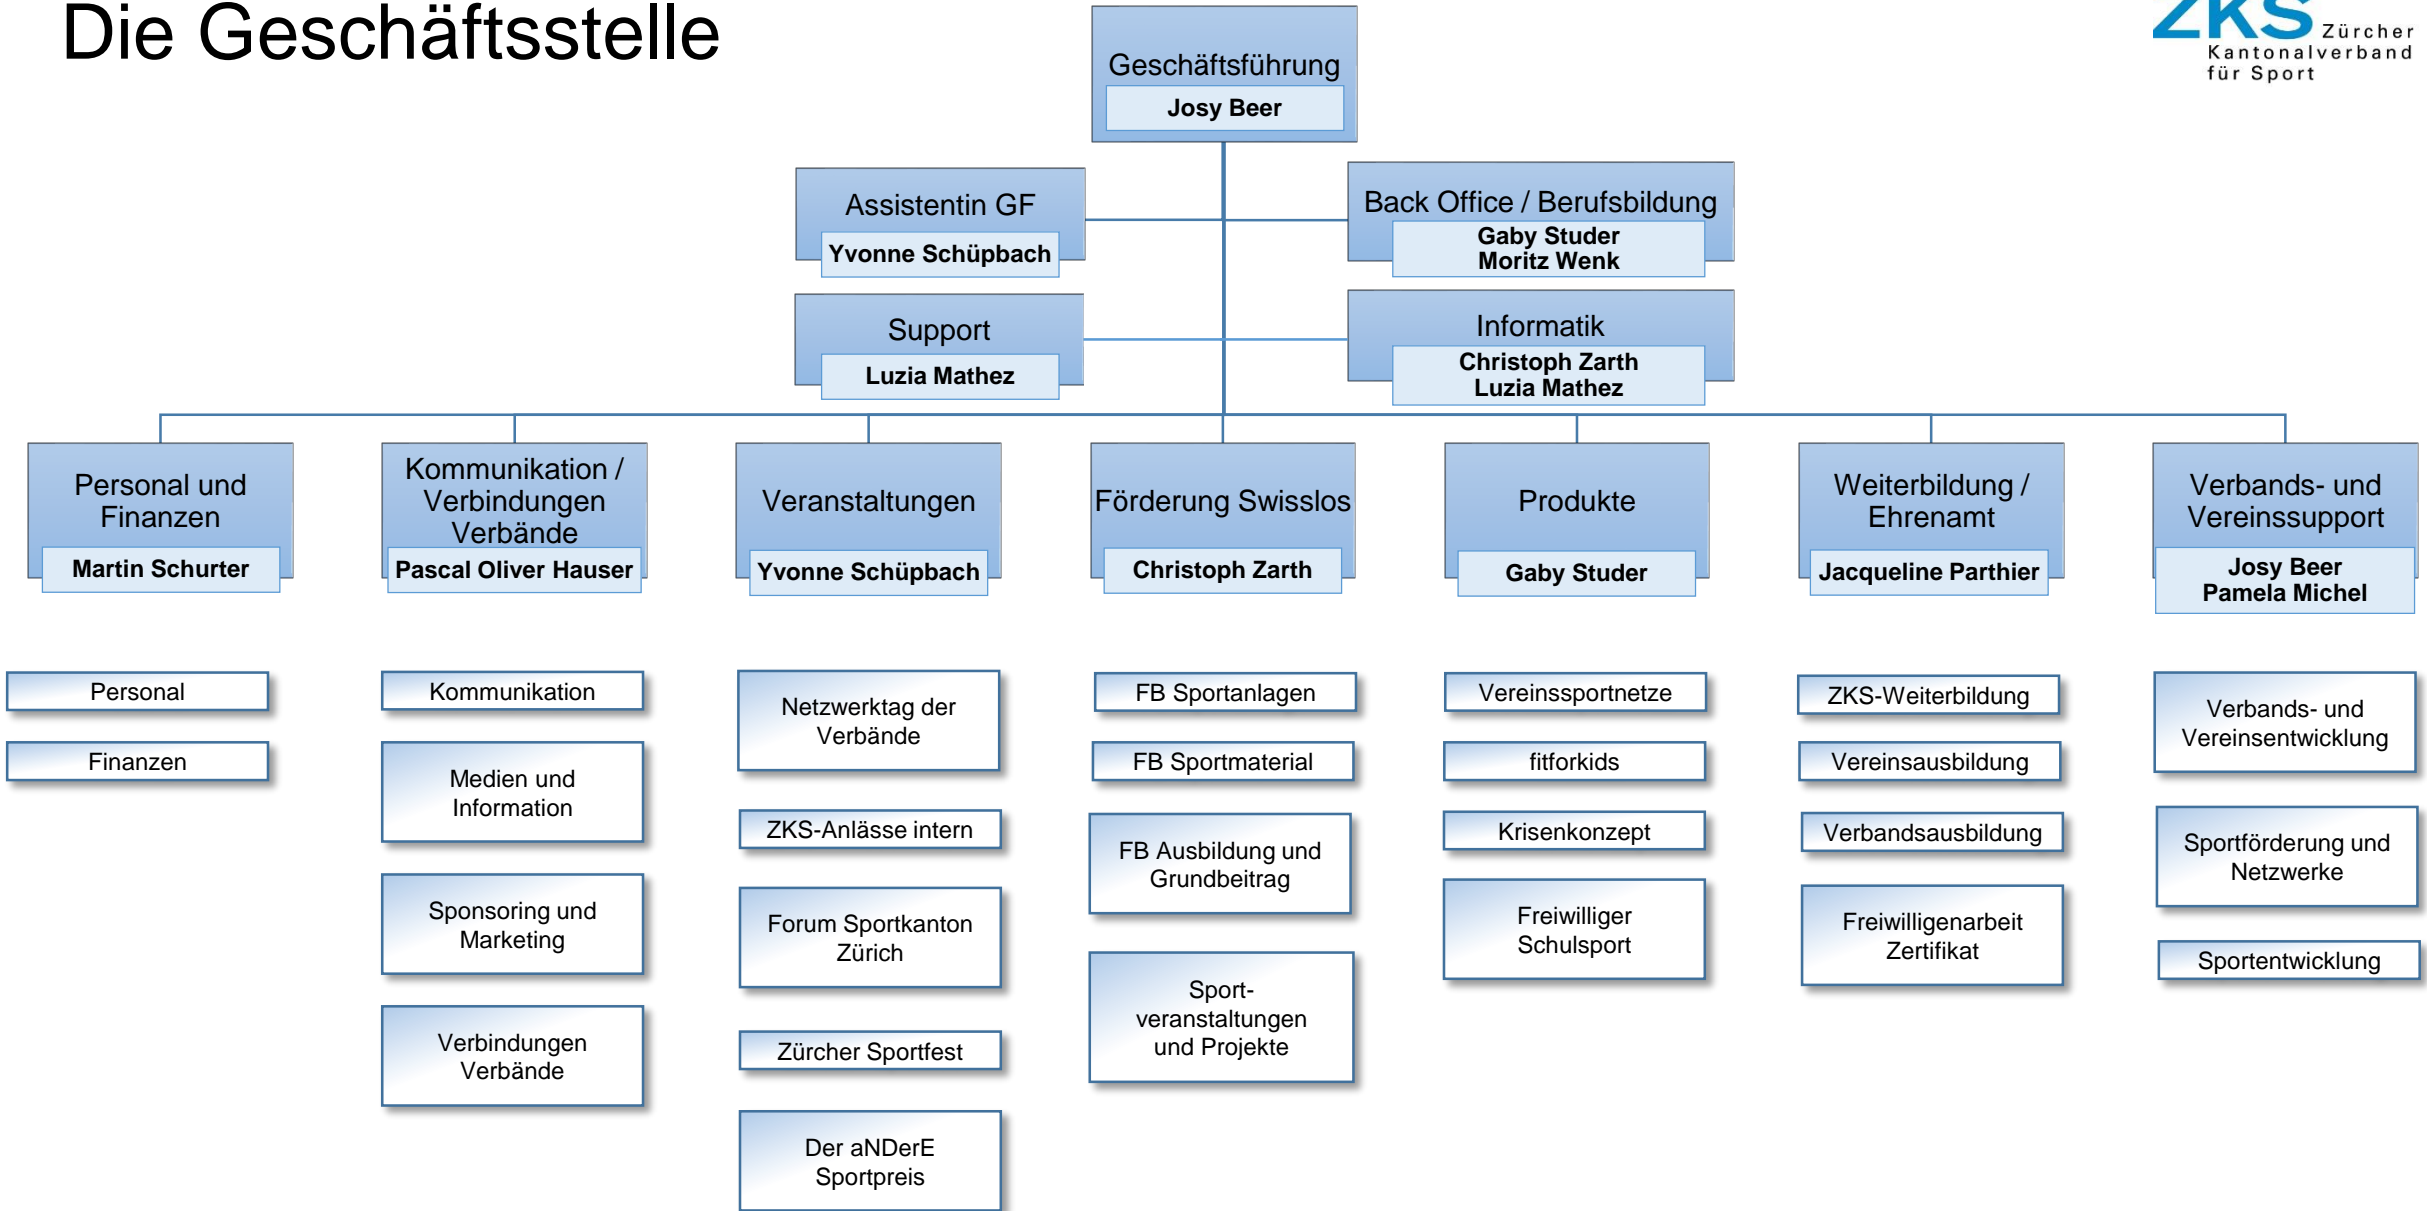 Die Geschäftsstelle
ZKS Zürcher
Kantonalverband
für Sport
Geschäftsführung
Josy Beer
Assistentin GF
Yvonne Schüpbach
Back Office / Berufsbildung
Gaby Studer
Moritz Wenk
Support
Luzia Mathez
Informatik
Christoph Zarth
Luzia Mathez
Personal und
Finanzen
Martin Schurter
Kommunikation /
Verbindungen
Verbände
Pascal Oliver Hauser
Veranstaltungen
Yvonne Schüpbach
Förderung Swisslos
Christoph Zarth
Produkte
Gaby Studer
Weiterbildung /
Ehrenamt
Jacqueline Parthier
Verbands- und
Vereinssupport
Josy Beer
Pamela Michel
Personal
Finanzen
Kommunikation
Medien und
Information
Sponsoring und
Marketing
Verbindungen
Verbände
Netzwerktag der
Verbände
ZKS-Anlässe intern
Forum Sportkanton
Zürich
Zürcher Sportfest
Der aNDerE
Sportpreis
FB Sportanlagen
FB Sportmaterial
FB Ausbildung und
Grundbeitrag
Sport-
veranstaltungen
und Projekte
Vereinssportnetze
fitforkids
Krisenkonzept
Freiwilliger
Schulsport
ZKS-Weiterbildung
Vereinsausbildung
Verbandsausbildung
Freiwilligenarbeit
Zertifikat
Verbands- und
Vereinsentwicklung
Sportförderung und
Netzwerke
Sportentwicklung